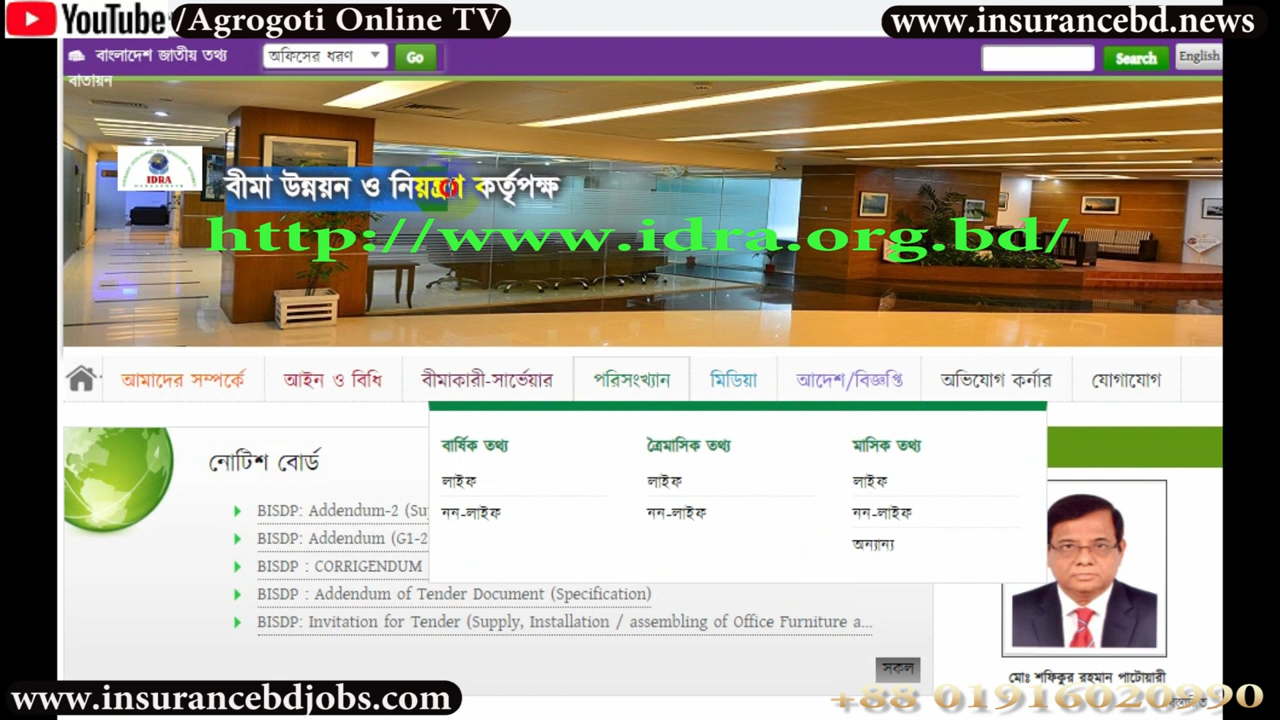 YouTube /Agrogoti Online TV
www.insurancebd.news
বাংলাদেশ জাতীয় তথ্য
বাতায়ন
অফিসের ধরণ
Go
Search
English
IDRA
বীমা উন্নয়ন ও নিয়ন্ত্রণ কর্তৃপক্ষ
http://www.idra.org.bd/
আমাদের সম্পর্কে
আইন ও বিধি
বীমাকারী-সার্ভেয়ার
পরিসংখ্যান
মিডিয়া
আদেশ/বিজ্ঞপ্তি
অভিযোগ কর্নার
যোগাযোগ
বার্ষিক তথ্য
লাইফ
নন-লাইফ
ত্রৈমাসিক তথ্য
লাইফ
নন-লাইফ
মাসিক তথ্য
লাইফ
নন-লাইফ
অন্যান্য
নোটিশ বোর্ড
BISDP: Addendum-2 (Su
BISDP: Addendum (G1-2
BISDP : CORRIGENDUM
BISDP : Addendum of Tender Document (Specification)
BISDP: Invitation for Tender (Supply, Installation / assembling of Office Furniture a...
সকল
মোঃ শফিকুর রহমান পাটোয়ারী
www.insurancebdjobs.com
+88 01916020990